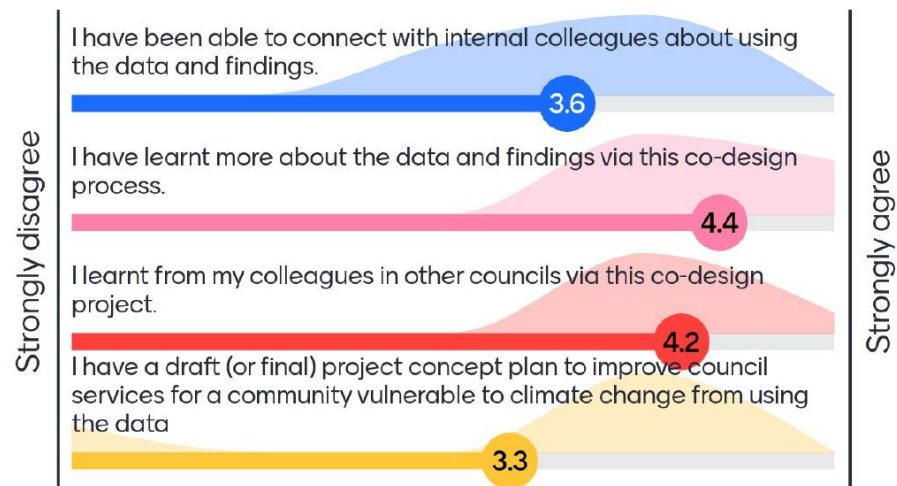 Strongly disagree
I have been able to connect with internal colleagues about using
the data and findings.
3.6
I have learnt more about the data and findings via this co-design
process.
4.4
I learnt from my colleagues in other councils via this co-design
project.
4.2
I have a draft (or final) project concept plan to improve council
services for a community vulnerable to climate change from using
the data
3.3
Strongly agree